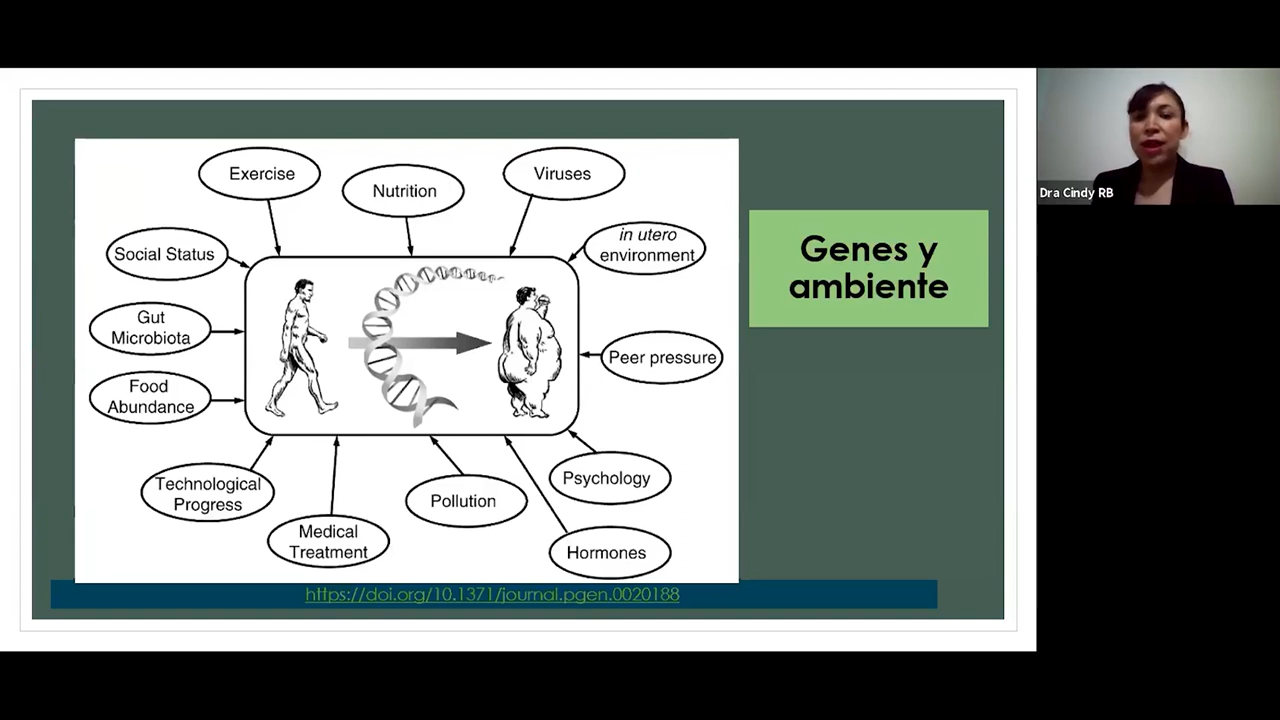 Exercise
Nutrition
Viruses
Social Status
in utero
environment
Gut
Microbiota
Peer pressure
Food
Abundance
Technological
Progress
Medical
Treatment
Pollution
Psychology
Hormones
https://doi.org/10.1371/journal.pgen.0020188
Genes y
ambiente
Dra Cindy RB